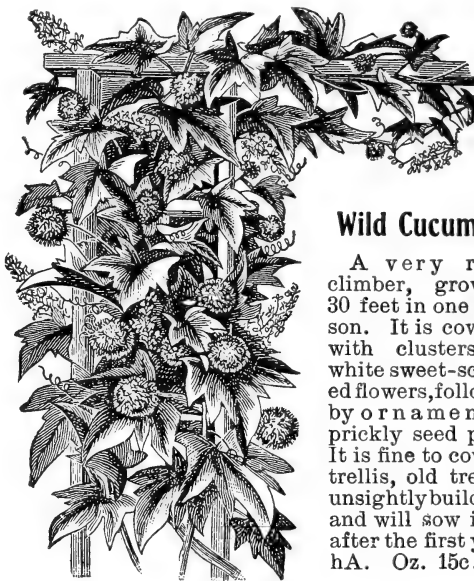 Wild Cucum
A very r
climber, grov
30 feet in one
son. It is cov
with clusters
white sweet-sc
ed flowers, follo
by ornamen
prickly seed p
It is fine to cov
trellis, old tre
unsightly build
and will sow i
after the first y
hA. Oz. 15c